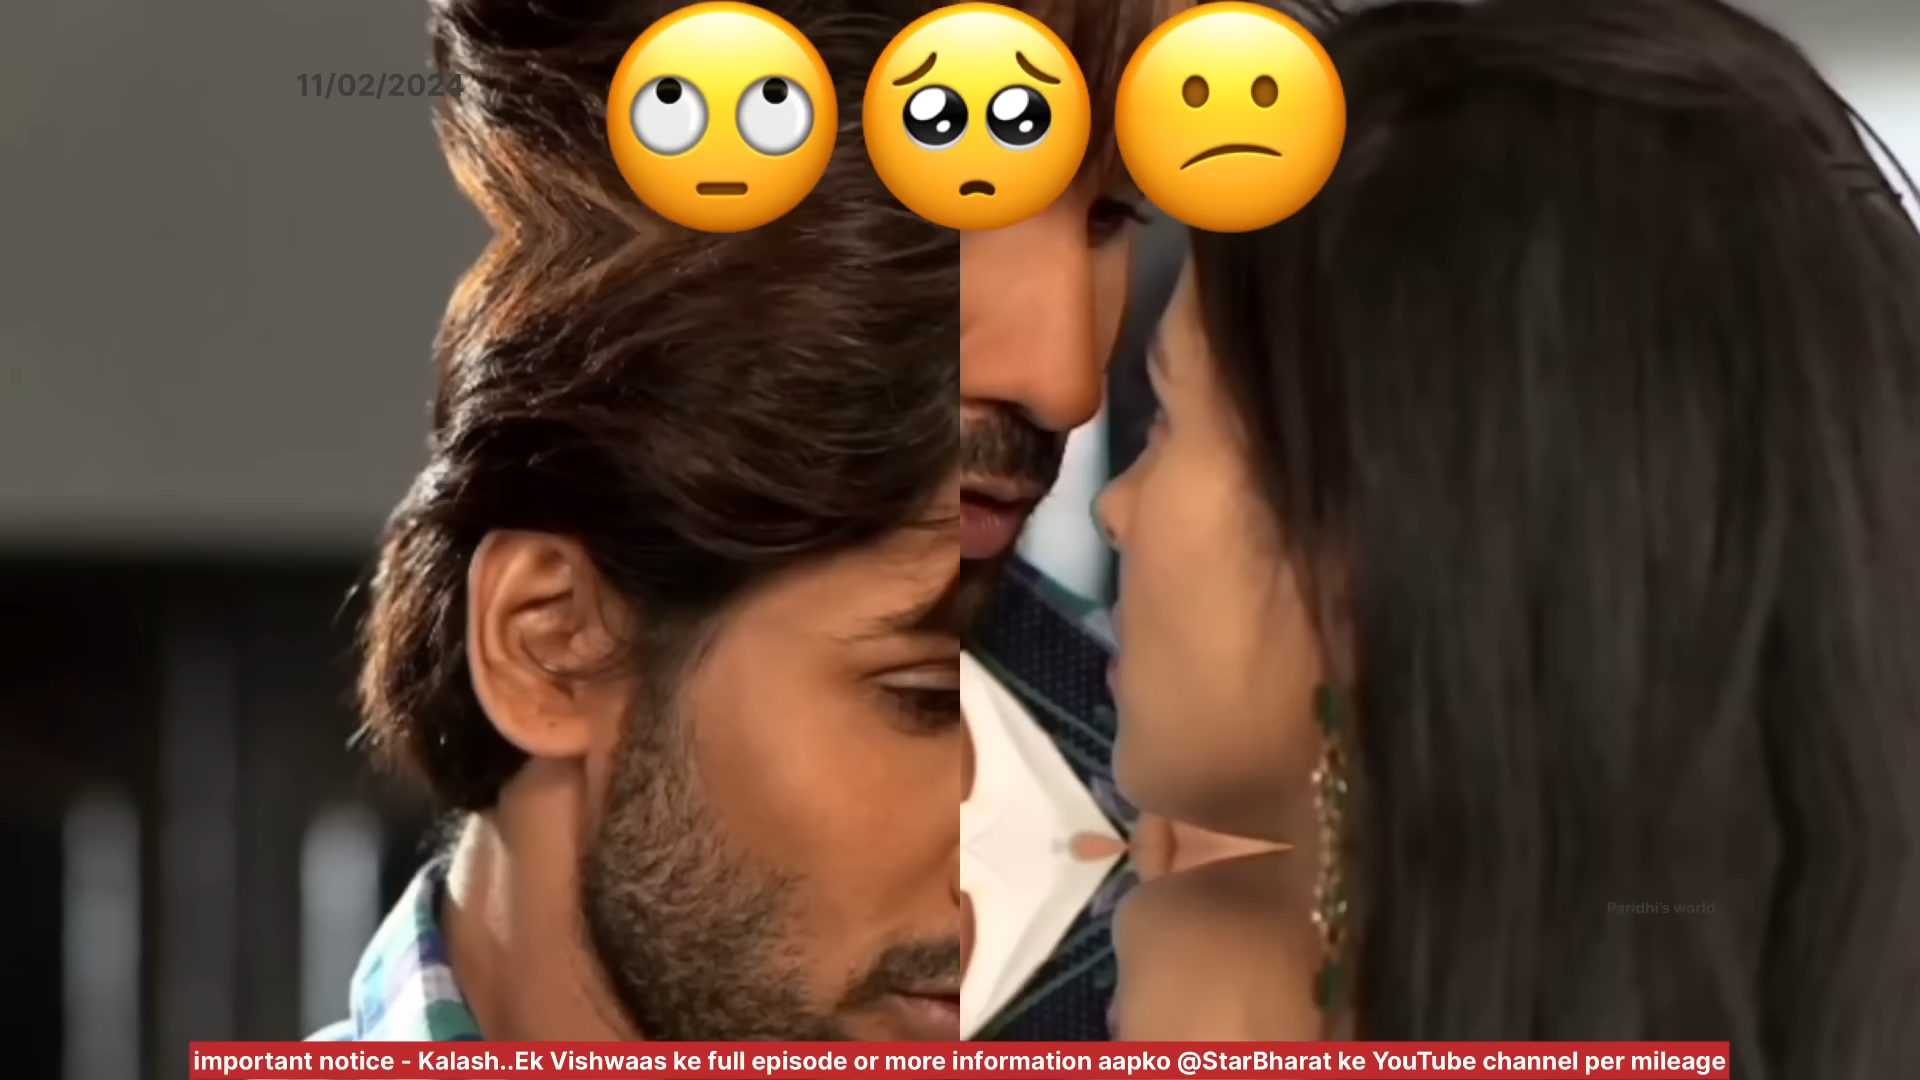 11/02/2024
Paridhi's world
important notice - Kalash..Ek Vishwaas ke full episode or more information aapko @StarBharat ke YouTube channel per mileage